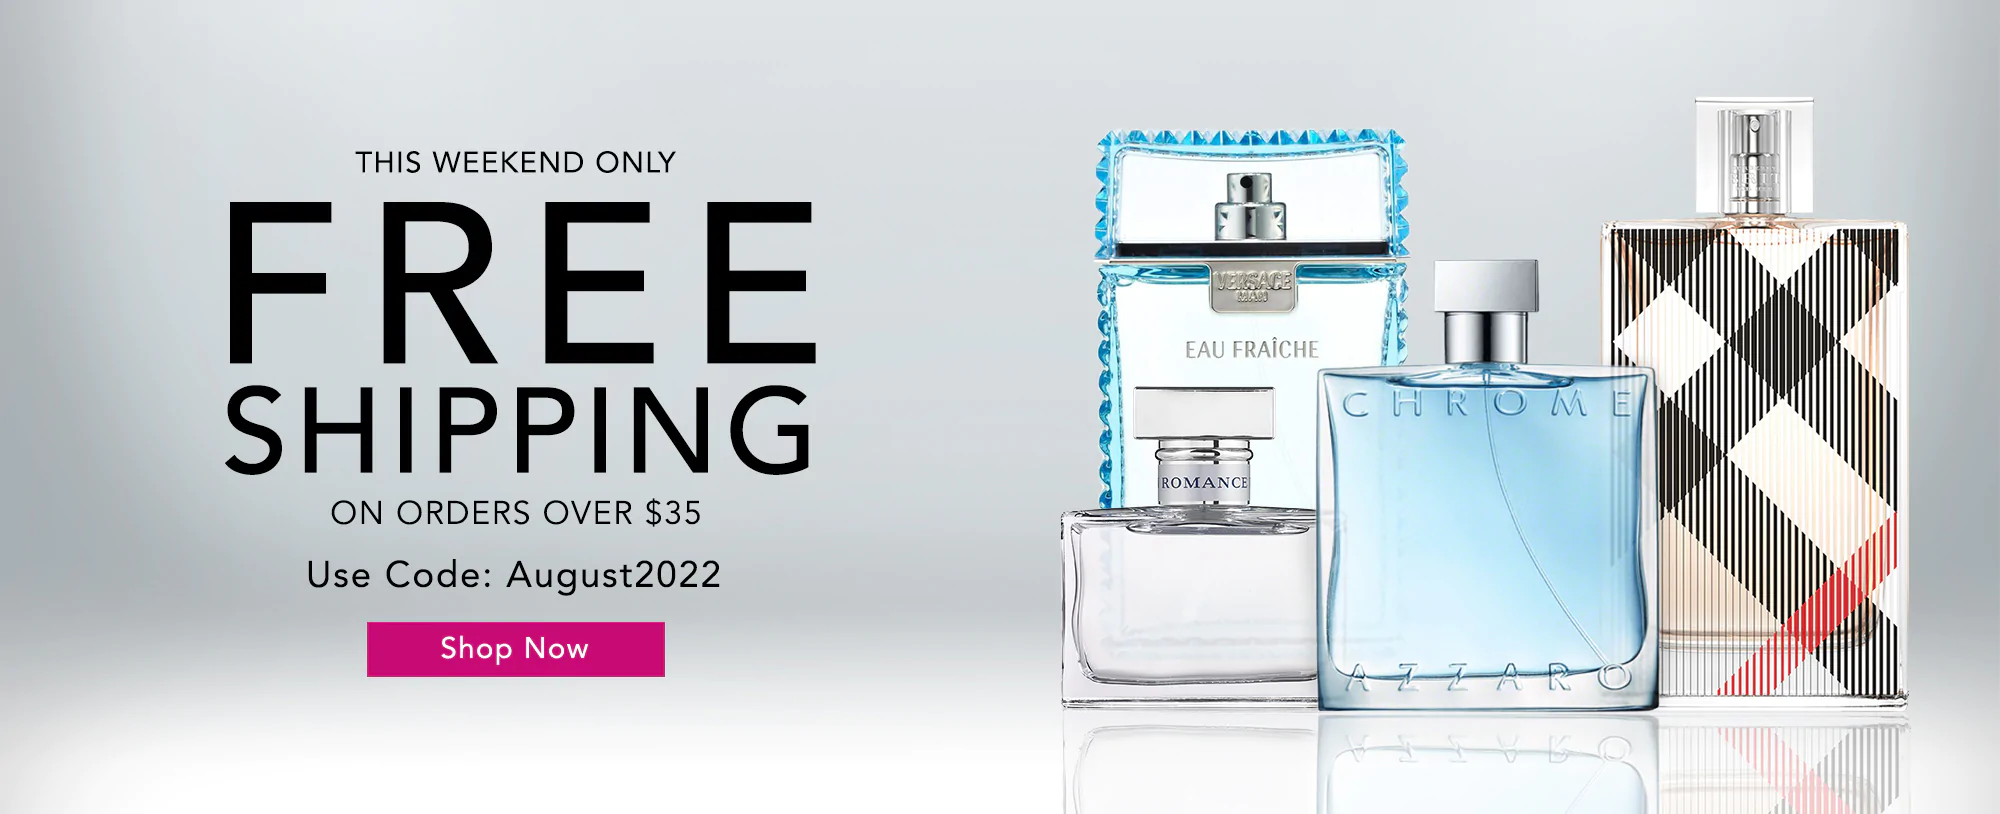 THIS WEEKEND ONLY
FREE
SHIPPING
ON ORDERS OVER $35
Use Code: August2022
Shop Now
VERSACE
MAN
EAU FRAÎCHE
ROMANCE
CHROME
AZZARO